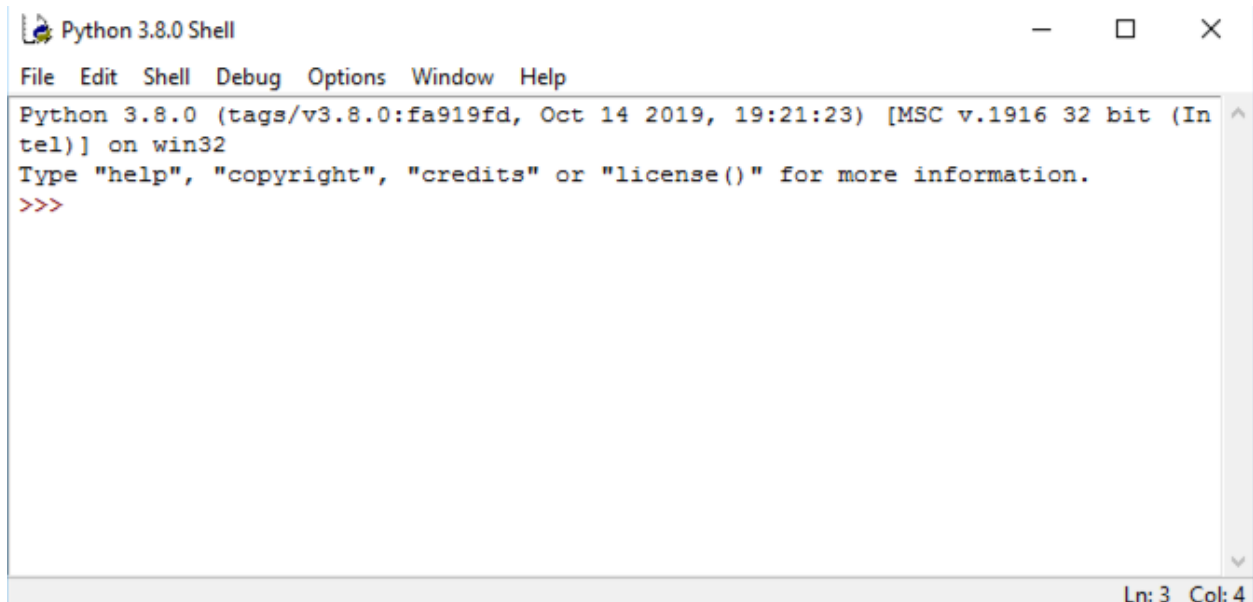 Python 3.8.0 Shell
File Edit Shell Debug Options Window Help
Python 3.8.0 (tags/v3.8.0:fa919fd, Oct 14 2019, 19:21:23) [MSC v.1916 32 bit (In
tel)] on win32
Type "help", "copyright", "credits" or "license()" for more information.
>>>
Ln: 3 Col: 4